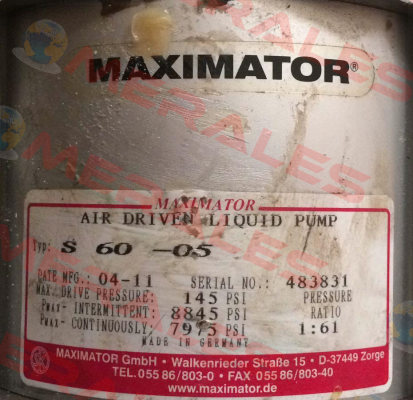 MAXIMATOR®
MAXIMATOR
AIR DRIVEN LIQUID PUMP
Typ: S 60 -05
DATE MFG.: 04-11 SERIAL NO.: 483831
MAX. DRIVE PRESSURE: 145 PSI PRESSURE
PMAX- INTERMITTENT: 8845 PSI RATIO
PMAX- CONTINUOUSLY: 7975 PSI 1:61
MADE IN GERMANY
MAXIMATOR GmbH • Walkenrieder Straße 15 • D-37449 Zorge
TEL. 055 86/803-0 • FAX 055 86/803-40
www.maximator.de